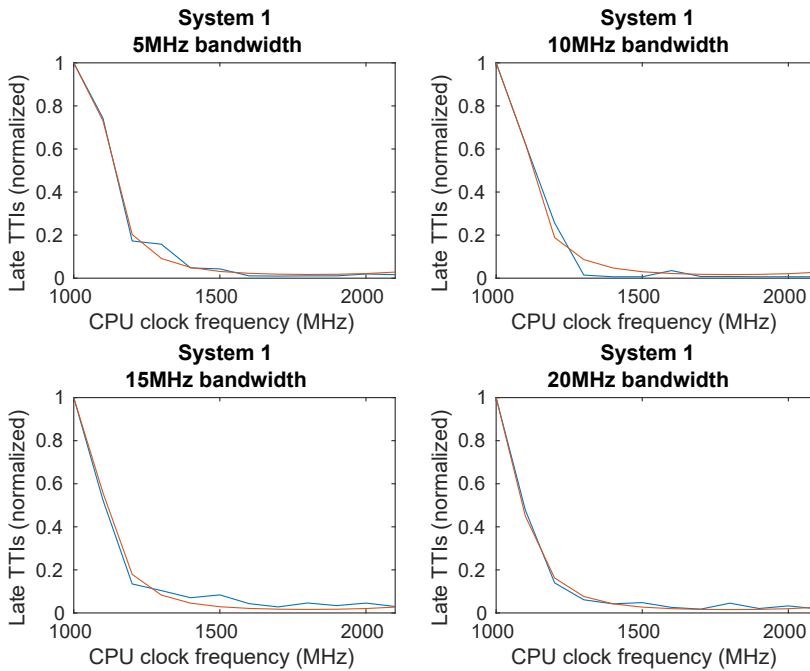 System 1
5MHz bandwidth
1
0.8
0.6
0.4
0.2
0
Late TTIs (normalized)
1000
1500
2000
CPU clock frequency (MHz)
System 1
10MHz bandwidth
1
0.8
0.6
0.4
0.2
0
Late TTIs (normalized)
1000
1500
2000
CPU clock frequency (MHz)
System 1
15MHz bandwidth
1
0.8
0.6
0.4
0.2
0
Late TTIs (normalized)
1000
1500
2000
CPU clock frequency (MHz)
System 1
20MHz bandwidth
1
0.8
0.6
0.4
0.2
0
Late TTIs (normalized)
1000
1500
2000
CPU clock frequency (MHz)